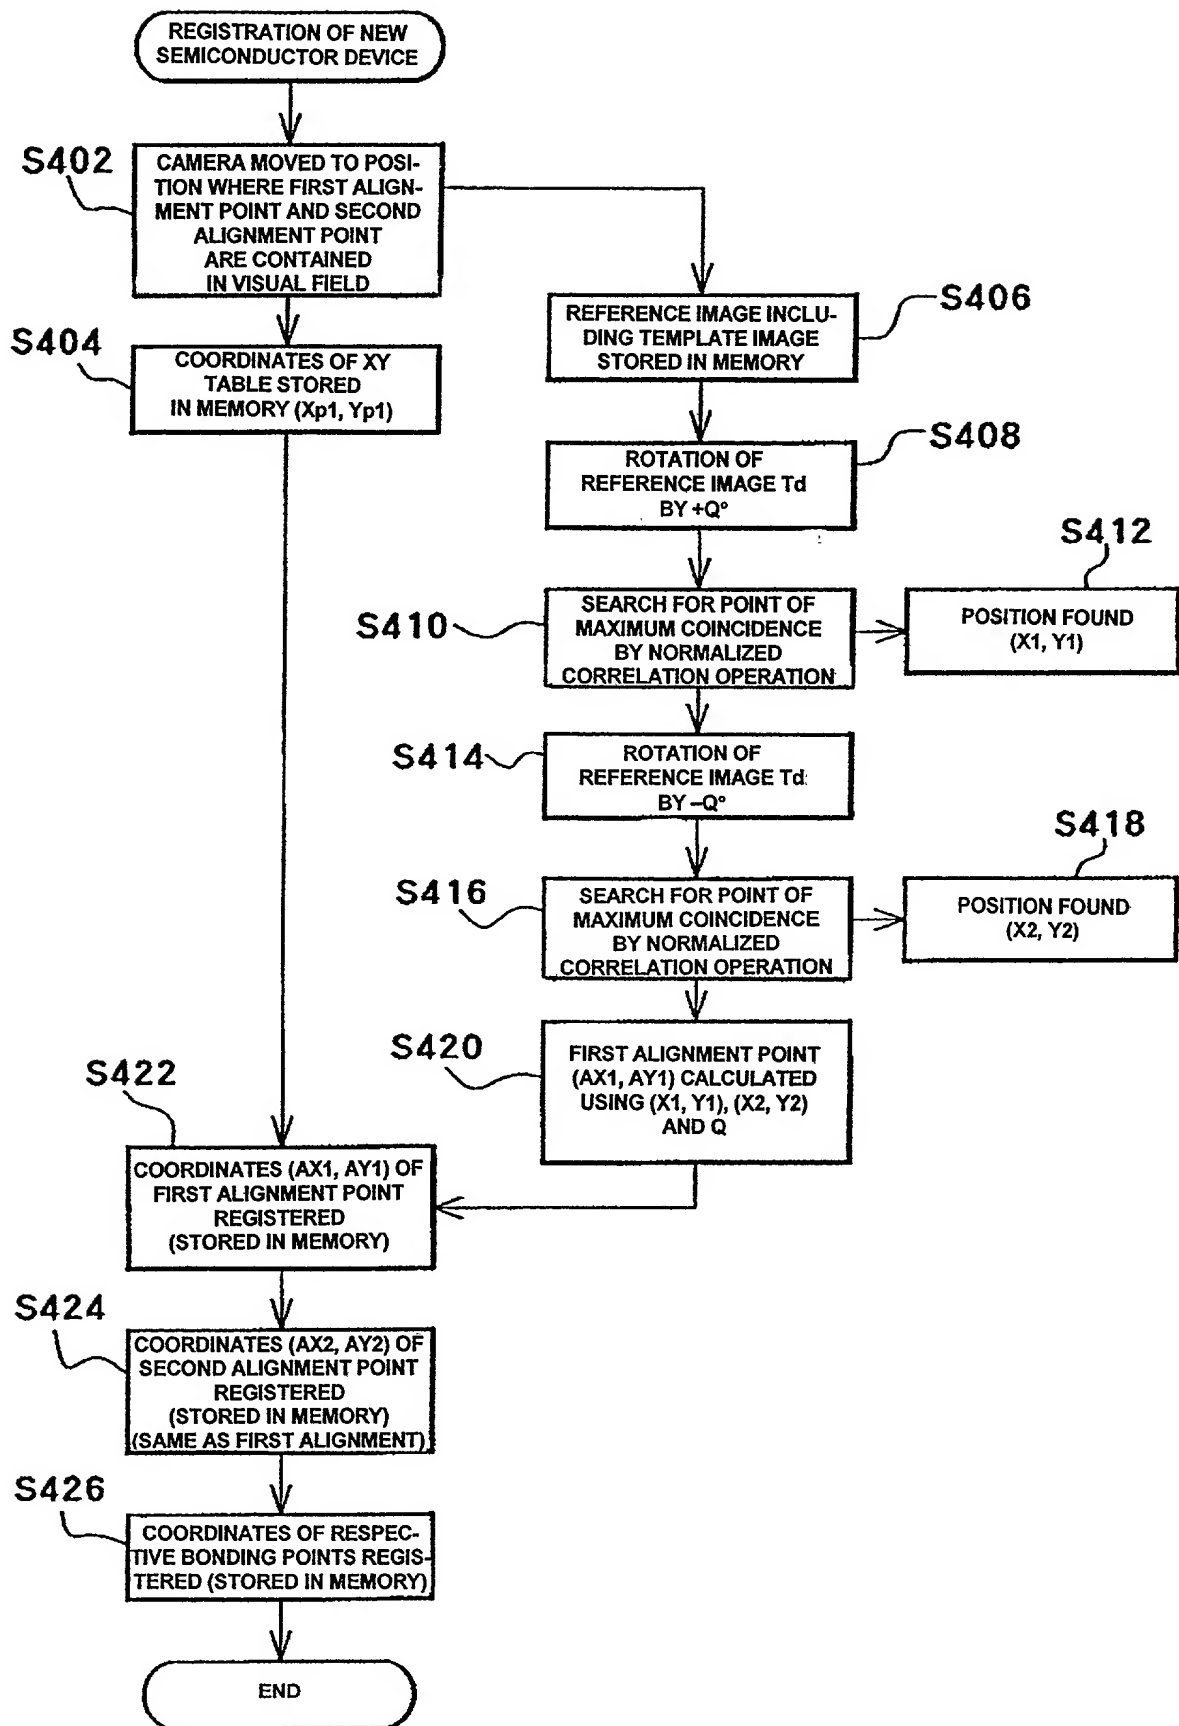 REGISTRATION OF NEW
SEMICONDUCTOR DEVICE
S402
CAMERA MOVED TO POSI-
TION WHERE FIRST ALIGN-
MENT POINT AND SECOND
ALIGNMENT POINT
ARE CONTAINED
IN VISUAL FIELD
S404
COORDINATES OF XY
TABLE STORED
IN MEMORY (Xp1, Yp1)
S406
REFERENCE IMAGE INCLU-
DING TEMPLATE IMAGE
STORED IN MEMORY
S408
ROTATION OF
REFERENCE IMAGE Td
BY +Q°
S410
SEARCH FOR POINT OF
MAXIMUM COINCIDENCE
BY NORMALIZED
CORRELATION OPERATION
S412
POSITION FOUND
(X1, Y1)
S414
ROTATION OF
REFERENCE IMAGE Td
BY –Q°
S416
SEARCH FOR POINT OF
MAXIMUM COINCIDENCE
BY NORMALIZED
CORRELATION OPERATION
S418
POSITION FOUND
(X2, Y2)
S420
FIRST ALIGNMENT POINT
(AX1, AY1) CALCULATED
USING (X1, Y1), (X2, Y2)
AND Q
S422
COORDINATES (AX1, AY1) OF
FIRST ALIGNMENT POINT
REGISTERED
(STORED IN MEMORY)
S424
COORDINATES (AX2, AY2) OF
SECOND ALIGNMENT POINT
REGISTERED
(STORED IN MEMORY)
(SAME AS FIRST ALIGNMENT)
S426
COORDINATES OF RESPEC-
TIVE BONDING POINTS REGIS-
TERED (STORED IN MEMORY)
END